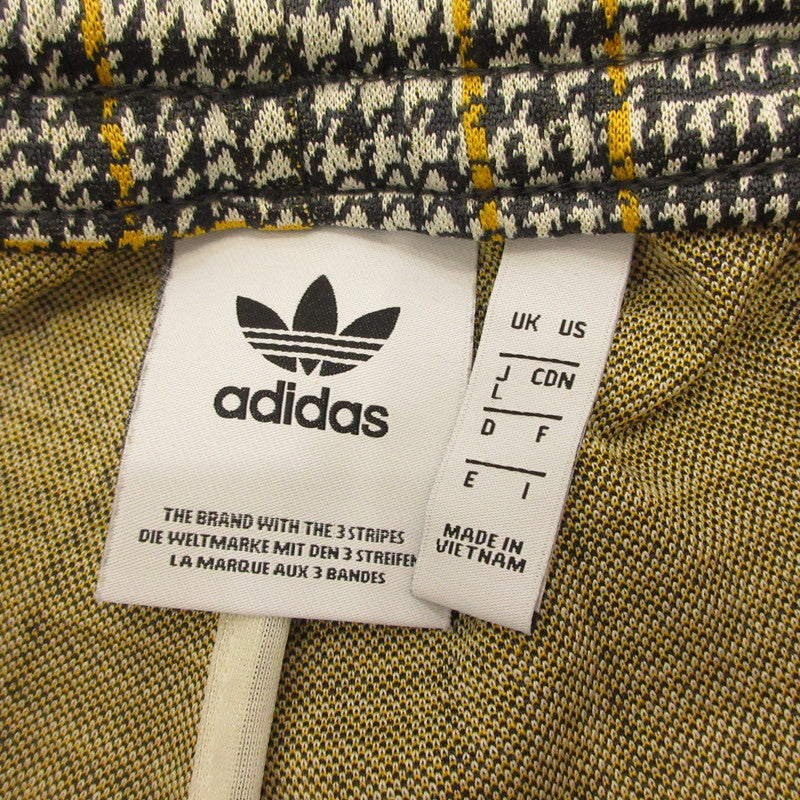 adidas
THE BRAND WITH THE 3 STRIPES
DIE WELTMARKE MIT DEN 3 STREIFEN
LA MARQUE AUX 3 BANDES
UK US
J CDN
L
D F
E I
MADE IN
VIETNAM